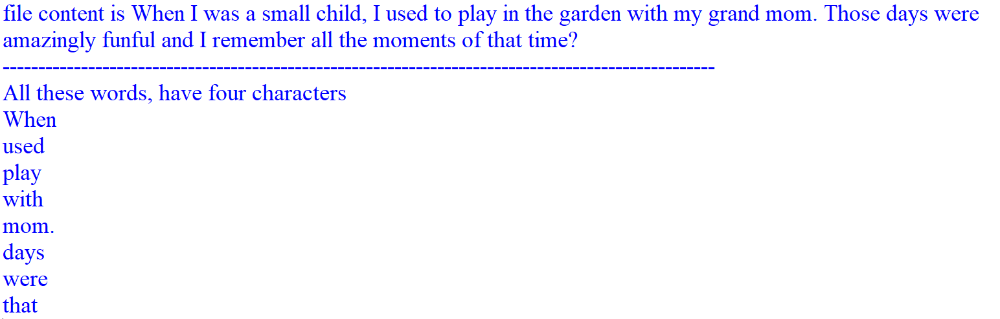 file content is When I was a small child, I used to play in the garden with my grand mom. Those days were
amazingly funful and I remember all the moments of that time?
----------------------------------------------------------------------------------------------------
All these words, have four characters
When
used
play
with
mom.
days
were
that